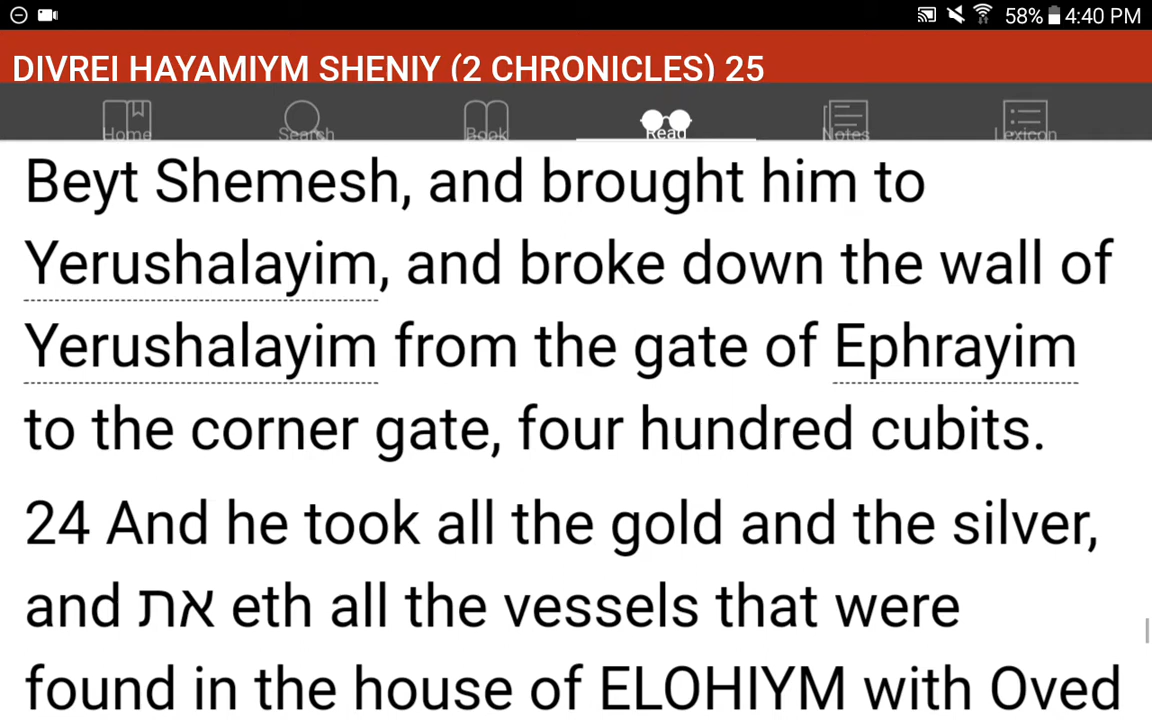 58% 4:40 PM
DIVREI HAYAMIYM SHENIY (2 CHRONICLES) 25
Home Search Book Read Notes Lexicon
Beyt Shemesh, and brought him to
Yerushalayim, and broke down the wall of
Yerushalayim from the gate of Ephrayim
to the corner gate, four hundred cubits.
24 And he took all the gold and the silver,
and את eth all the vessels that were
found in the house of ELOHIYM with Oved